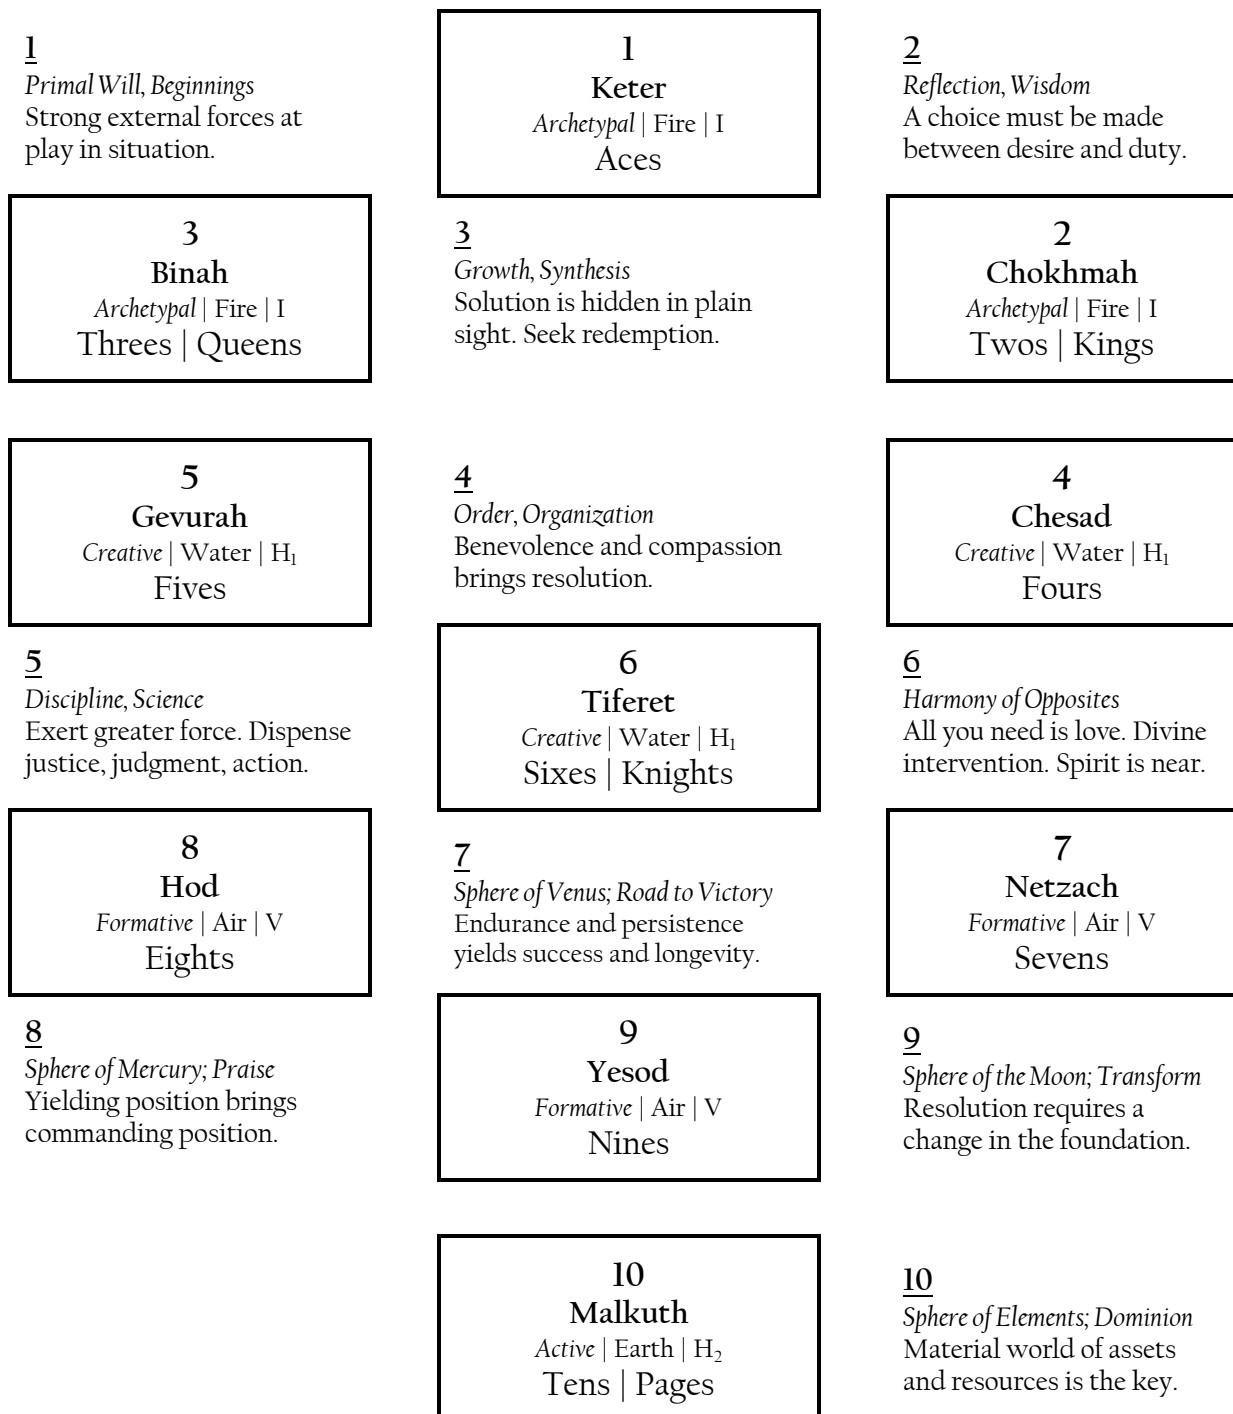 1
Primal Will, Beginnings
Strong external forces at
play in situation.
1
Keter
Archetypal | Fire | I
Aces
2
Reflection, Wisdom
A choice must be made
between desire and duty.
3
Binah
Archetypal | Fire | I
Threes | Queens
3
Growth, Synthesis
Solution is hidden in plain
sight. Seek redemption.
2
Chokhmah
Archetypal | Fire | I
Twos | Kings
5
Gevurah
Creative | Water | H₁
Fives
4
Order, Organization
Benevolence and compassion
brings resolution.
4
Chesad
Creative | Water | H₁
Fours
5
Discipline, Science
Exert greater force. Dispense
justice, judgment, action.
6
Tiferet
Creative | Water | H₁
Sixes | Knights
6
Harmony of Opposites
All you need is love. Divine
intervention. Spirit is near.
8
Hod
Formative | Air | V
Eights
7
Sphere of Venus; Road to Victory
Endurance and persistence
yields success and longevity.
7
Netzach
Formative | Air | V
Sevens
8
Sphere of Mercury; Praise
Yielding position brings
commanding position.
9
Yesod
Formative | Air | V
Nines
9
Sphere of the Moon; Transform
Resolution requires a
change in the foundation.
10
Malkuth
Active | Earth | H₂
Tens | Pages
10
Sphere of Elements; Dominion
Material world of assets
and resources is the key.